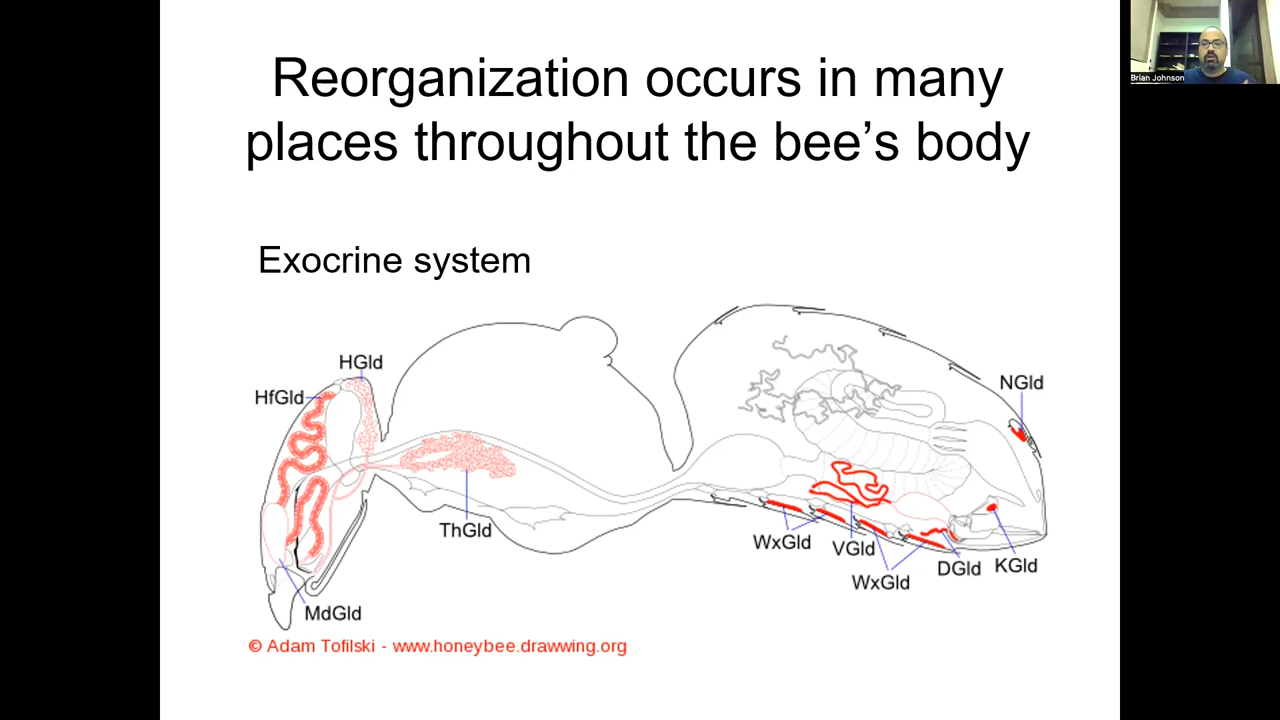 Reorganization occurs in many
places throughout the bee’s body
Brian Johnson
Exocrine system
HGld
HfGld
NGld
ThGld
WxGld
VGld
WxGld
DGld
KGld
MdGld
© Adam Tofilski - www.honeybee.drawwing.org